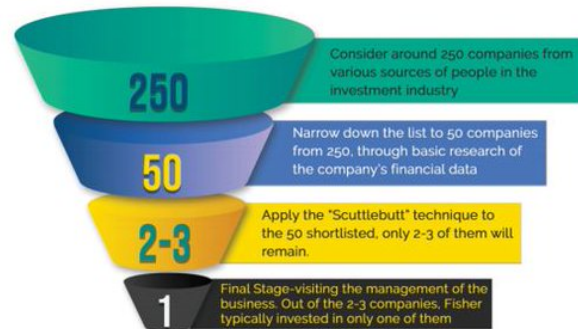 250
Consider around 250 companies from
various sources of people in the
investment industry
50
Narrow down the list to 50 companies
from 250, through basic research of
the company's financial data
2-3
Apply the "Scuttlebutt" technique to
the 50 shortlisted, only 2-3 of them will
remain.
1
Final Stage-visiting the management of the
business. Out of the 2-3 companies, Fisher
typically invested in only one of them